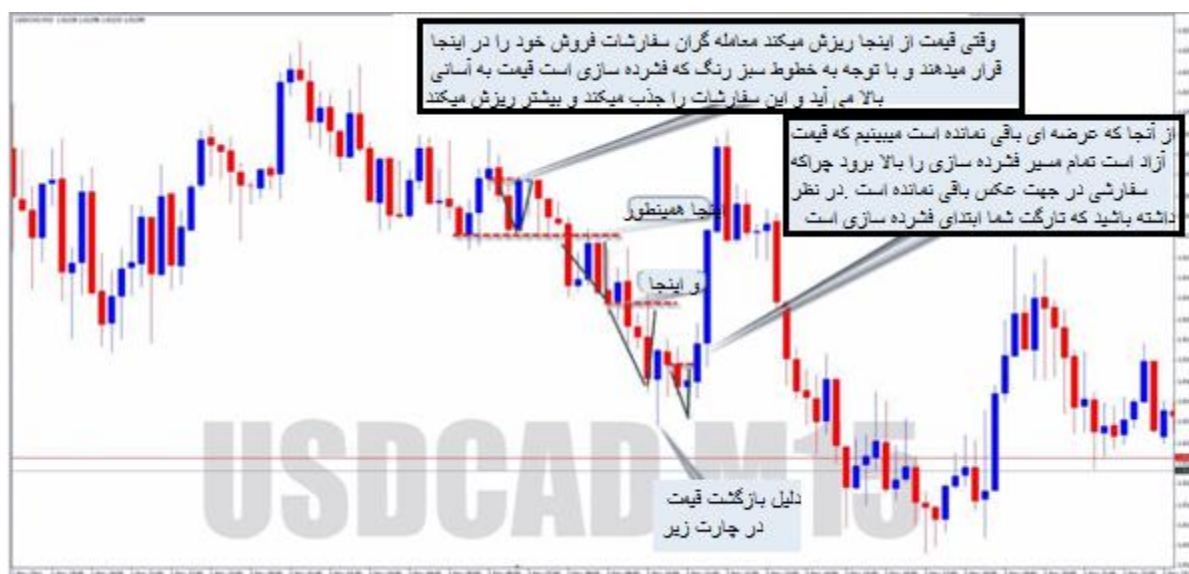 وقتی قیمت از اینجا ریزش میکند معامله گران سفارشات فروش خود را در اینجا
قرار میدهند و با توجه به خطوط سبز رنگ که فشرده سازی است قیمت به آسانی
بالا می آید و این سفارشات را جذب میکند و بیشتر ریزش میکند
از آنجا که عرضه ای باقی نمانده است میبینیم که قیمت
آزاد است تمام مسیر فشرده سازی را بالا برود چراکه
سفارشی در جهت عکس باقی نمانده است .در نظر
داشته باشید که تارگت شما ابتدای فشرده سازی است
اینجا همینطور
و اینجا
USDCAD M15
دلیل بازگشت قیمت
در چارت زیر